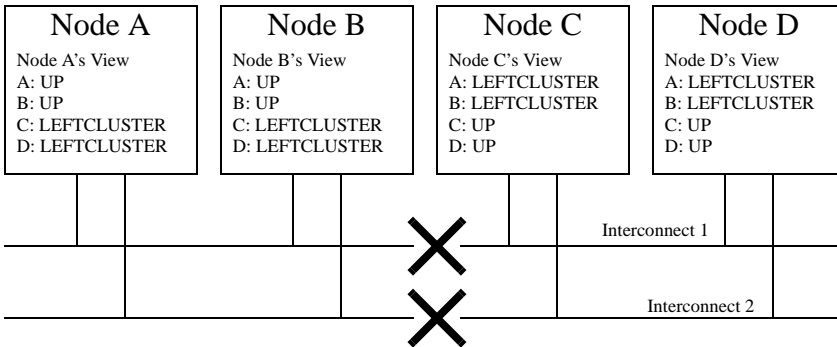 Node A
Node A's View
A: UP
B: UP
C: LEFTCLUSTER
D: LEFTCLUSTER
Node B
Node B's View
A: UP
B: UP
C: LEFTCLUSTER
D: LEFTCLUSTER
Node C
Node C's View
A: LEFTCLUSTER
B: LEFTCLUSTER
C: UP
D: UP
Node D
Node D's View
A: LEFTCLUSTER
B: LEFTCLUSTER
C: UP
D: UP
Interconnect 1
Interconnect 2